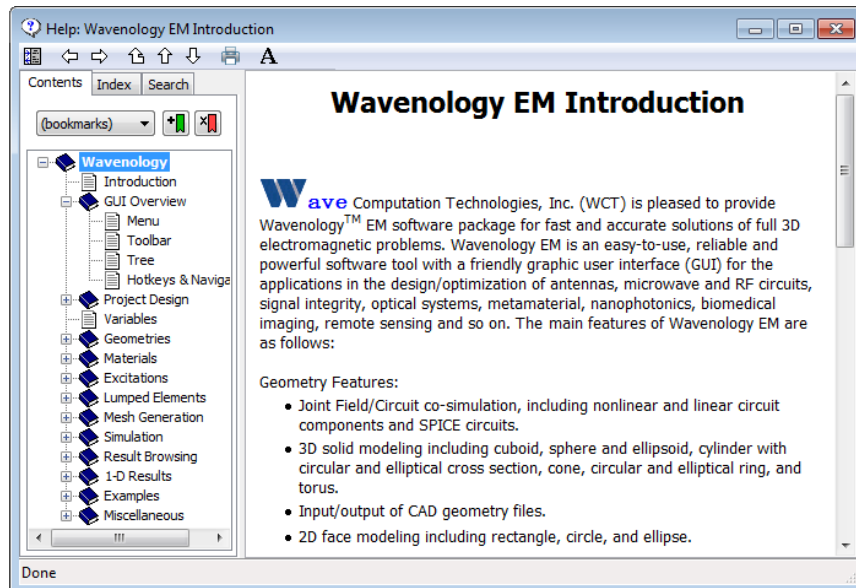 Help: Wavenology EM Introduction
A
Contents Index Search
(bookmarks)
Wavenology
Introduction
GUI Overview
Menu
Toolbar
Tree
Hotkeys & Naviga
Project Design
Variables
Geometries
Materials
Excitations
Lumped Elements
Mesh Generation
Simulation
Result Browsing
1-D Results
Examples
Miscellaneous
Wavenology EM Introduction
Wave Computation Technologies, Inc. (WCT) is pleased to provide
Wavenology™ EM software package for fast and accurate solutions of full 3D
electromagnetic problems. Wavenology EM is an easy-to-use, reliable and
powerful software tool with a friendly graphic user interface (GUI) for the
applications in the design/optimization of antennas, microwave and RF circuits,
signal integrity, optical systems, metamaterial, nanophotonics, biomedical
imaging, remote sensing and so on. The main features of Wavenology EM are
as follows:
Geometry Features:
• Joint Field/Circuit co-simulation, including nonlinear and linear circuit
components and SPICE circuits.
• 3D solid modeling including cuboid, sphere and ellipsoid, cylinder with
circular and elliptical cross section, cone, circular and elliptical ring, and
torus.
• Input/output of CAD geometry files.
• 2D face modeling including rectangle, circle, and ellipse.
Done